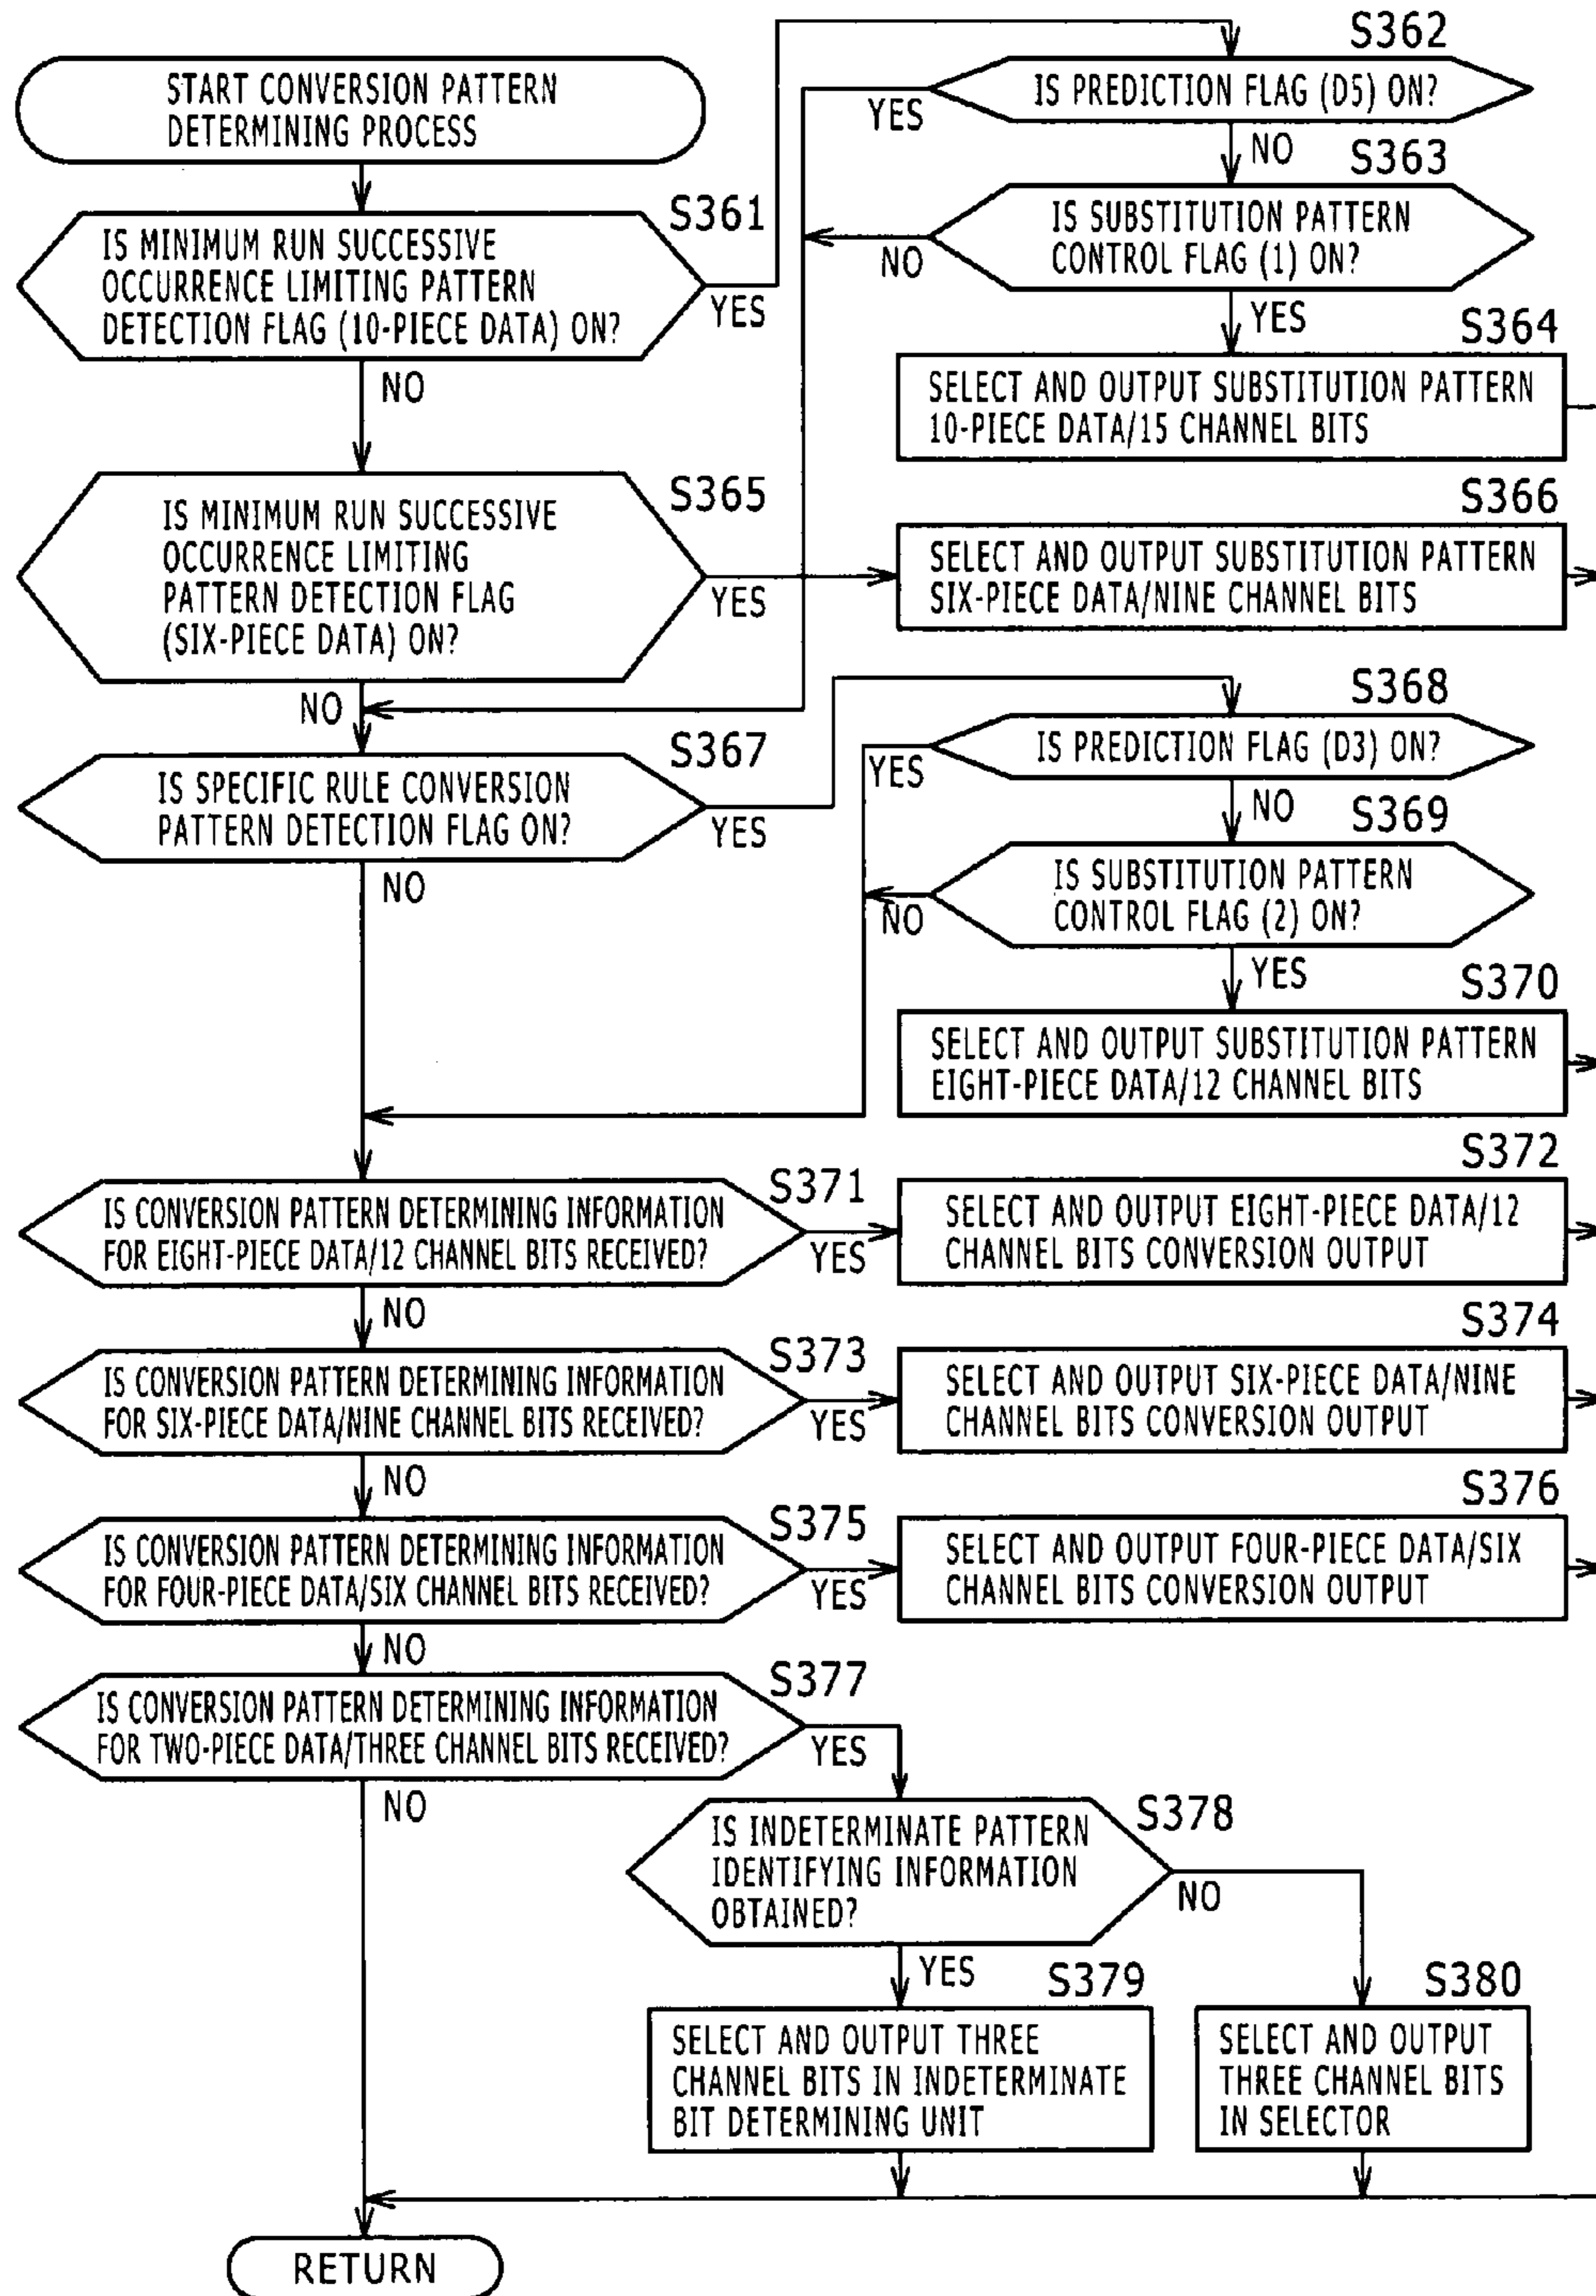 START CONVERSION PATTERN
DETERMINING PROCESS
S361
IS MINIMUM RUN SUCCESSIVE
OCCURRENCE LIMITING PATTERN
DETECTION FLAG (10-PIECE DATA) ON?
YES
NO
S362
IS PREDICTION FLAG (D5) ON?
YES
NO
S363
IS SUBSTITUTION PATTERN
CONTROL FLAG (1) ON?
NO
YES
S364
SELECT AND OUTPUT SUBSTITUTION PATTERN
10-PIECE DATA/15 CHANNEL BITS
S365
IS MINIMUM RUN SUCCESSIVE
OCCURRENCE LIMITING
PATTERN DETECTION FLAG
(SIX-PIECE DATA) ON?
YES
NO
S366
SELECT AND OUTPUT SUBSTITUTION PATTERN
SIX-PIECE DATA/NINE CHANNEL BITS
S367
IS SPECIFIC RULE CONVERSION
PATTERN DETECTION FLAG ON?
YES
NO
S368
IS PREDICTION FLAG (D3) ON?
YES
NO
S369
IS SUBSTITUTION PATTERN
CONTROL FLAG (2) ON?
NO
YES
S370
SELECT AND OUTPUT SUBSTITUTION PATTERN
EIGHT-PIECE DATA/12 CHANNEL BITS
S371
IS CONVERSION PATTERN DETERMINING INFORMATION
FOR EIGHT-PIECE DATA/12 CHANNEL BITS RECEIVED?
YES
NO
S372
SELECT AND OUTPUT EIGHT-PIECE DATA/12
CHANNEL BITS CONVERSION OUTPUT
S373
IS CONVERSION PATTERN DETERMINING INFORMATION
FOR SIX-PIECE DATA/NINE CHANNEL BITS RECEIVED?
YES
NO
S374
SELECT AND OUTPUT SIX-PIECE DATA/NINE
CHANNEL BITS CONVERSION OUTPUT
S375
IS CONVERSION PATTERN DETERMINING INFORMATION
FOR FOUR-PIECE DATA/SIX CHANNEL BITS RECEIVED?
YES
NO
S376
SELECT AND OUTPUT FOUR-PIECE DATA/SIX
CHANNEL BITS CONVERSION OUTPUT
S377
IS CONVERSION PATTERN DETERMINING INFORMATION
FOR TWO-PIECE DATA/THREE CHANNEL BITS RECEIVED?
YES
NO
S378
IS INDETERMINATE PATTERN
IDENTIFYING INFORMATION
OBTAINED?
NO
YES
S379
SELECT AND OUTPUT THREE
CHANNEL BITS IN INDETERMINATE
BIT DETERMINING UNIT
S380
SELECT AND OUTPUT
THREE CHANNEL BITS
IN SELECTOR
RETURN